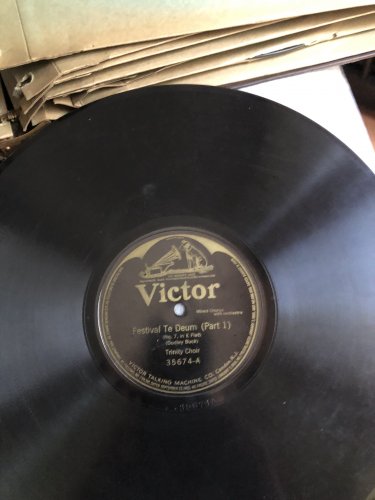 Victor
Mixed Chorus
with orchestra
Festival Te Deum (Part 1)
(No. 7, in E Flat)
(Dudley Buck)
Trinity Choir
35674-A
VICTOR TALKING MACHINE CO. Camden N.J.